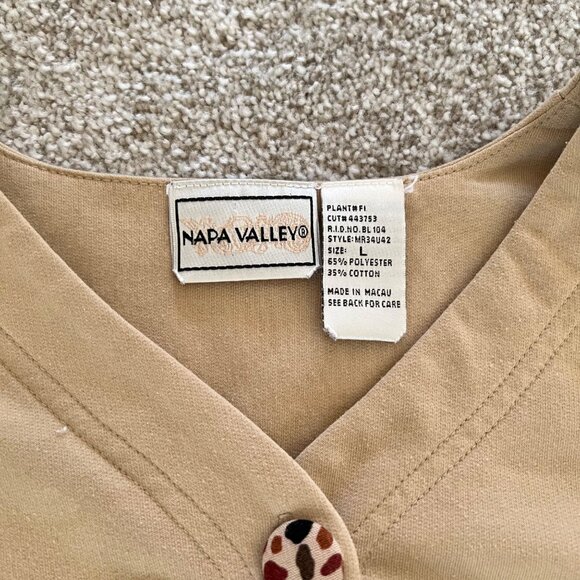 NAPA VALLEY®
PLANT# FI
CUT# 443753
R.I.D.NO. BL 104
STYLE: MR34U42
SIZE: L
65% POLYESTER
35% COTTON
MADE IN MACAU
SEE BACK FOR CARE